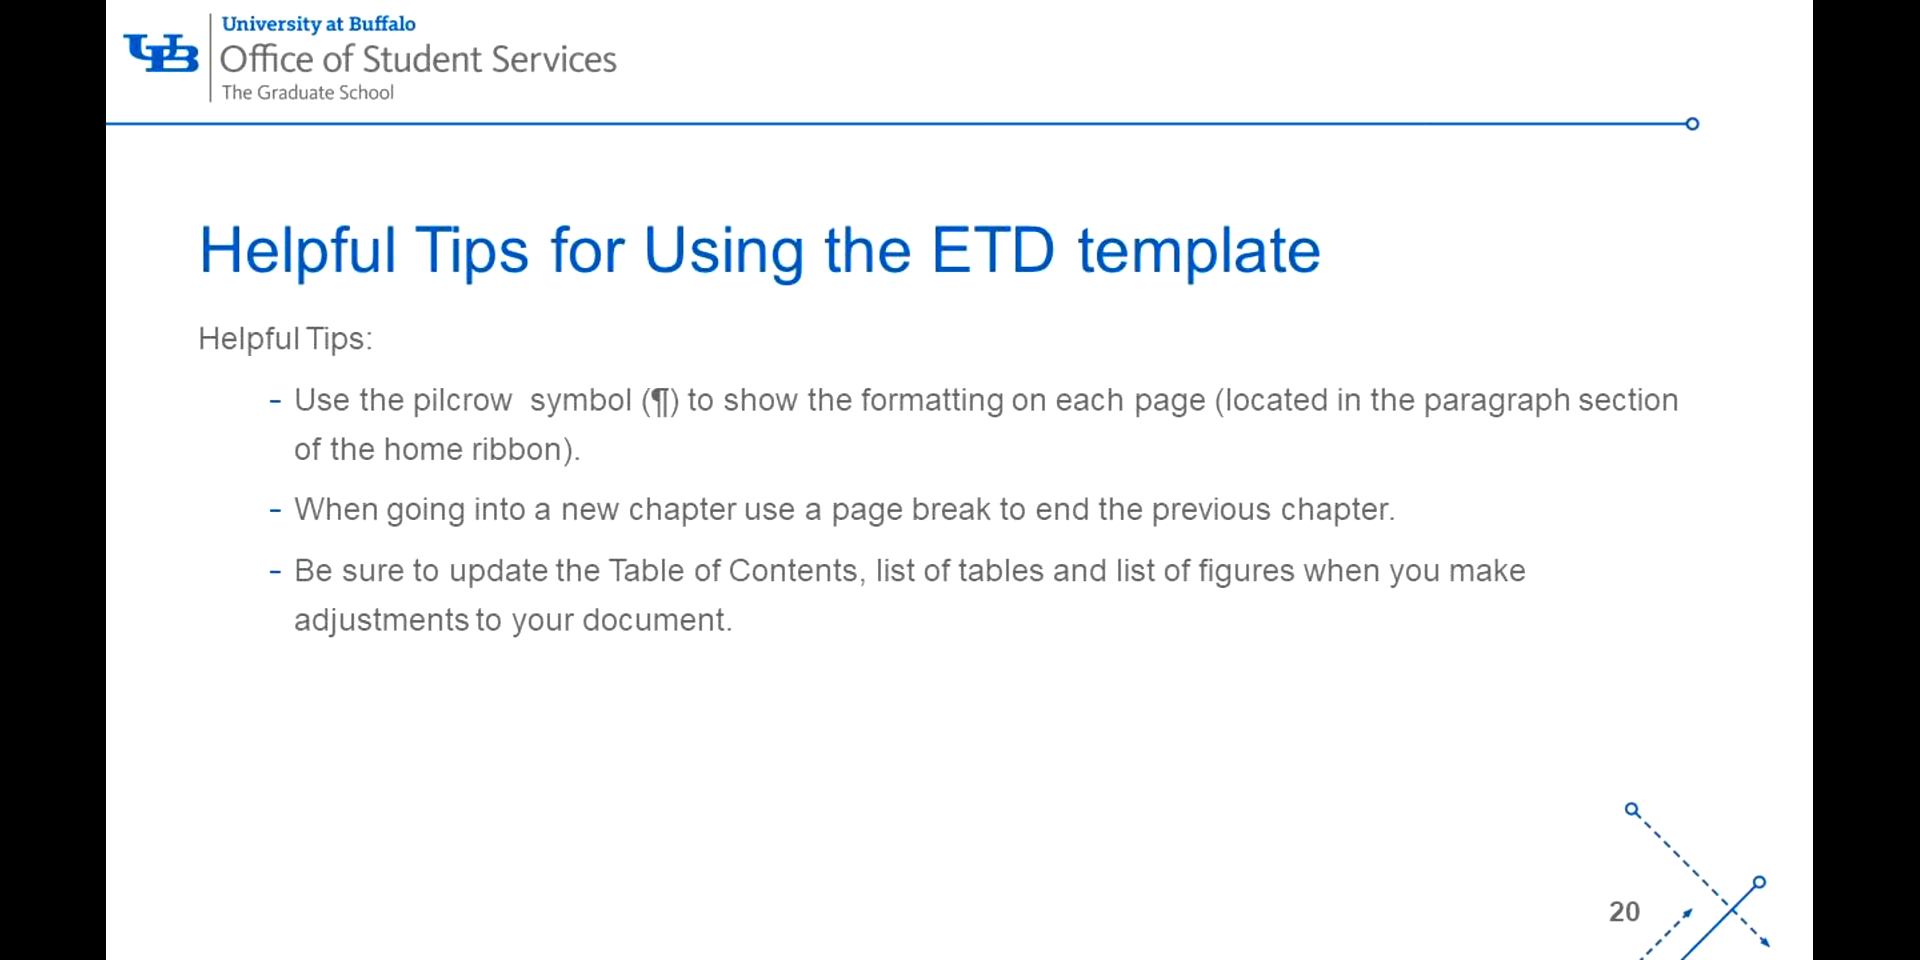 UB
University at Buffalo
Office of Student Services
The Graduate School
Helpful Tips for Using the ETD template
Helpful Tips:
- Use the pilcrow  symbol (¶) to show the formatting on each page (located in the paragraph section
of the home ribbon).
- When going into a new chapter use a page break to end the previous chapter.
- Be sure to update the Table of Contents, list of tables and list of figures when you make
adjustments to your document.
20